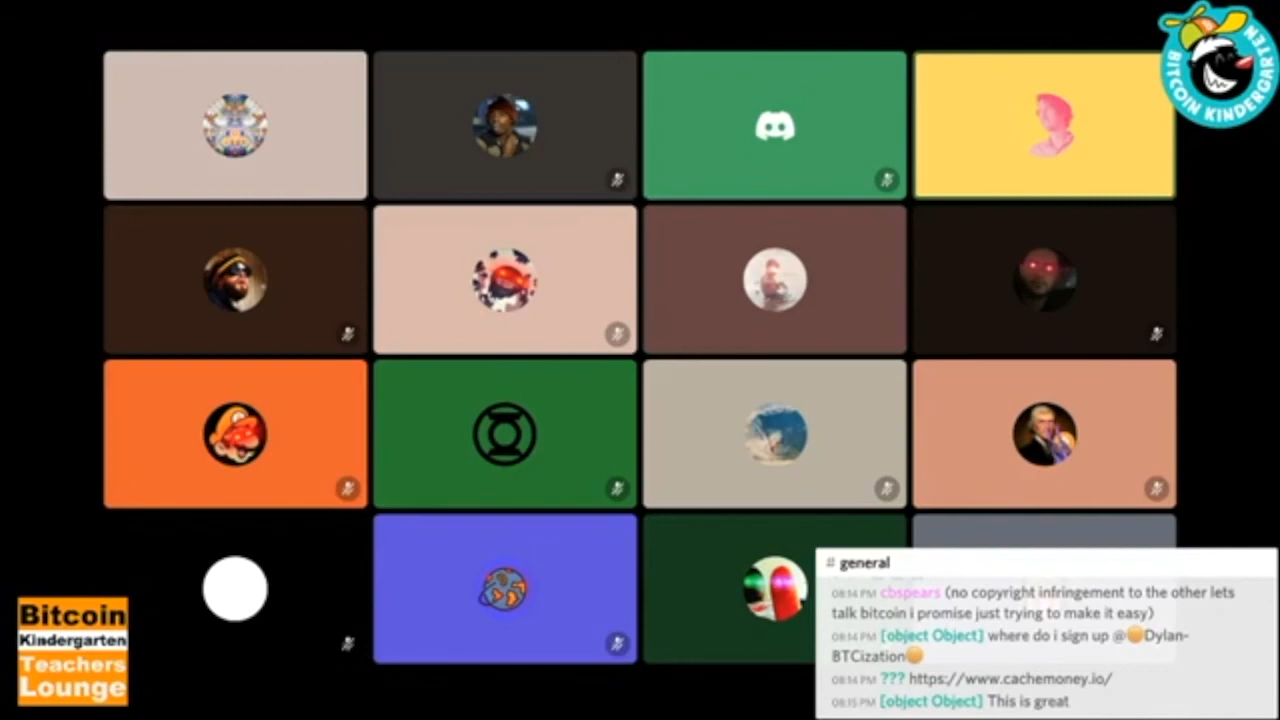 BITCOIN KINDERGARTEN
Bitcoin
Kindergarten
Teachers
Lounge
# general
08:14 PM cbspears (no copyright infringement to the other lets
talk bitcoin i promise just trying to make it easy)
08:14 PM [object Object] where do i sign up @🟠Dylan-
BTCization🟠
08:14 PM ??? https://www.cachemoney.io/
08:15 PM [object Object] This is great